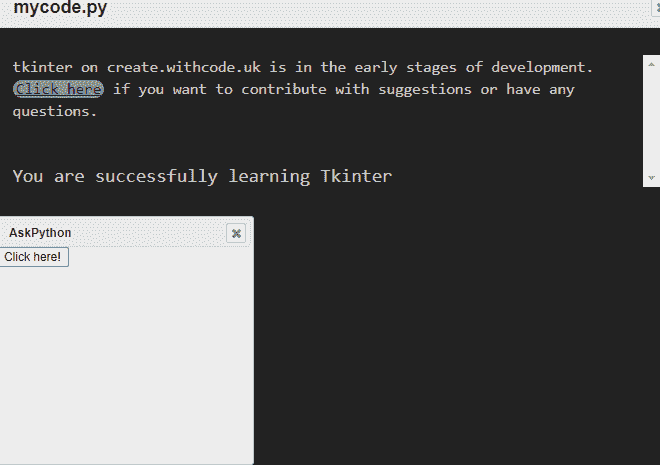 mycode.py
tkinter on create.withcode.uk is in the early stages of development.
Click here if you want to contribute with suggestions or have any
questions.
You are successfully learning Tkinter
AskPython
Click here!